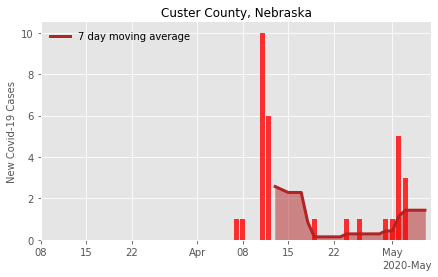 Custer County, Nebraska
7 day moving average
New Covid-19 Cases
10
8
6
4
2
0
08 15 22 Apr 08 15 22 May
2020-May